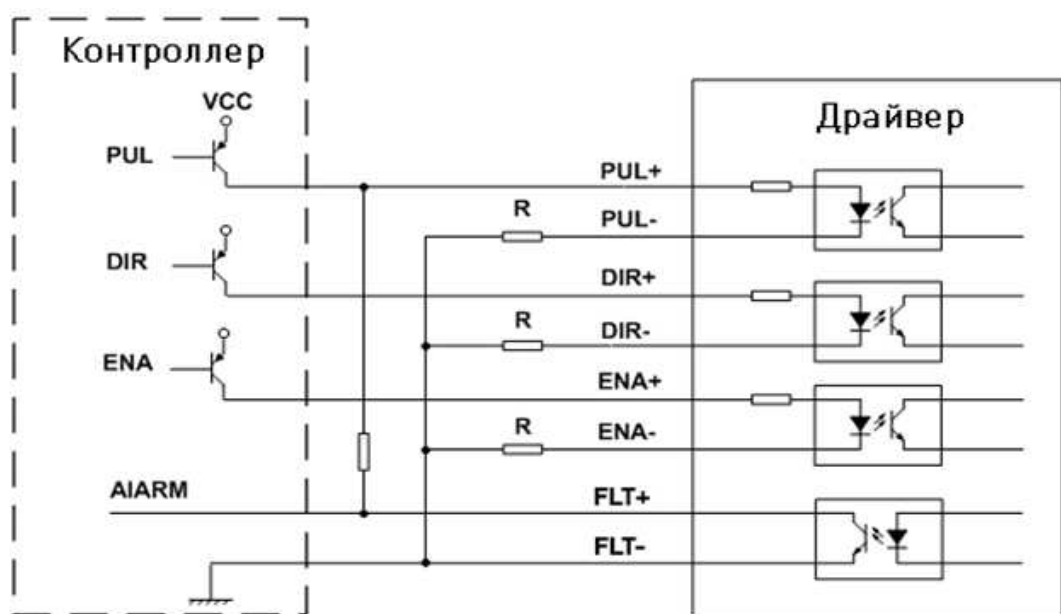 Контроллер
Драйвер
VCC
PUL
PUL+
R
PUL-
DIR
DIR+
R
DIR-
ENA
ENA+
R
ENA-
AIARM
FLT+
FLT-